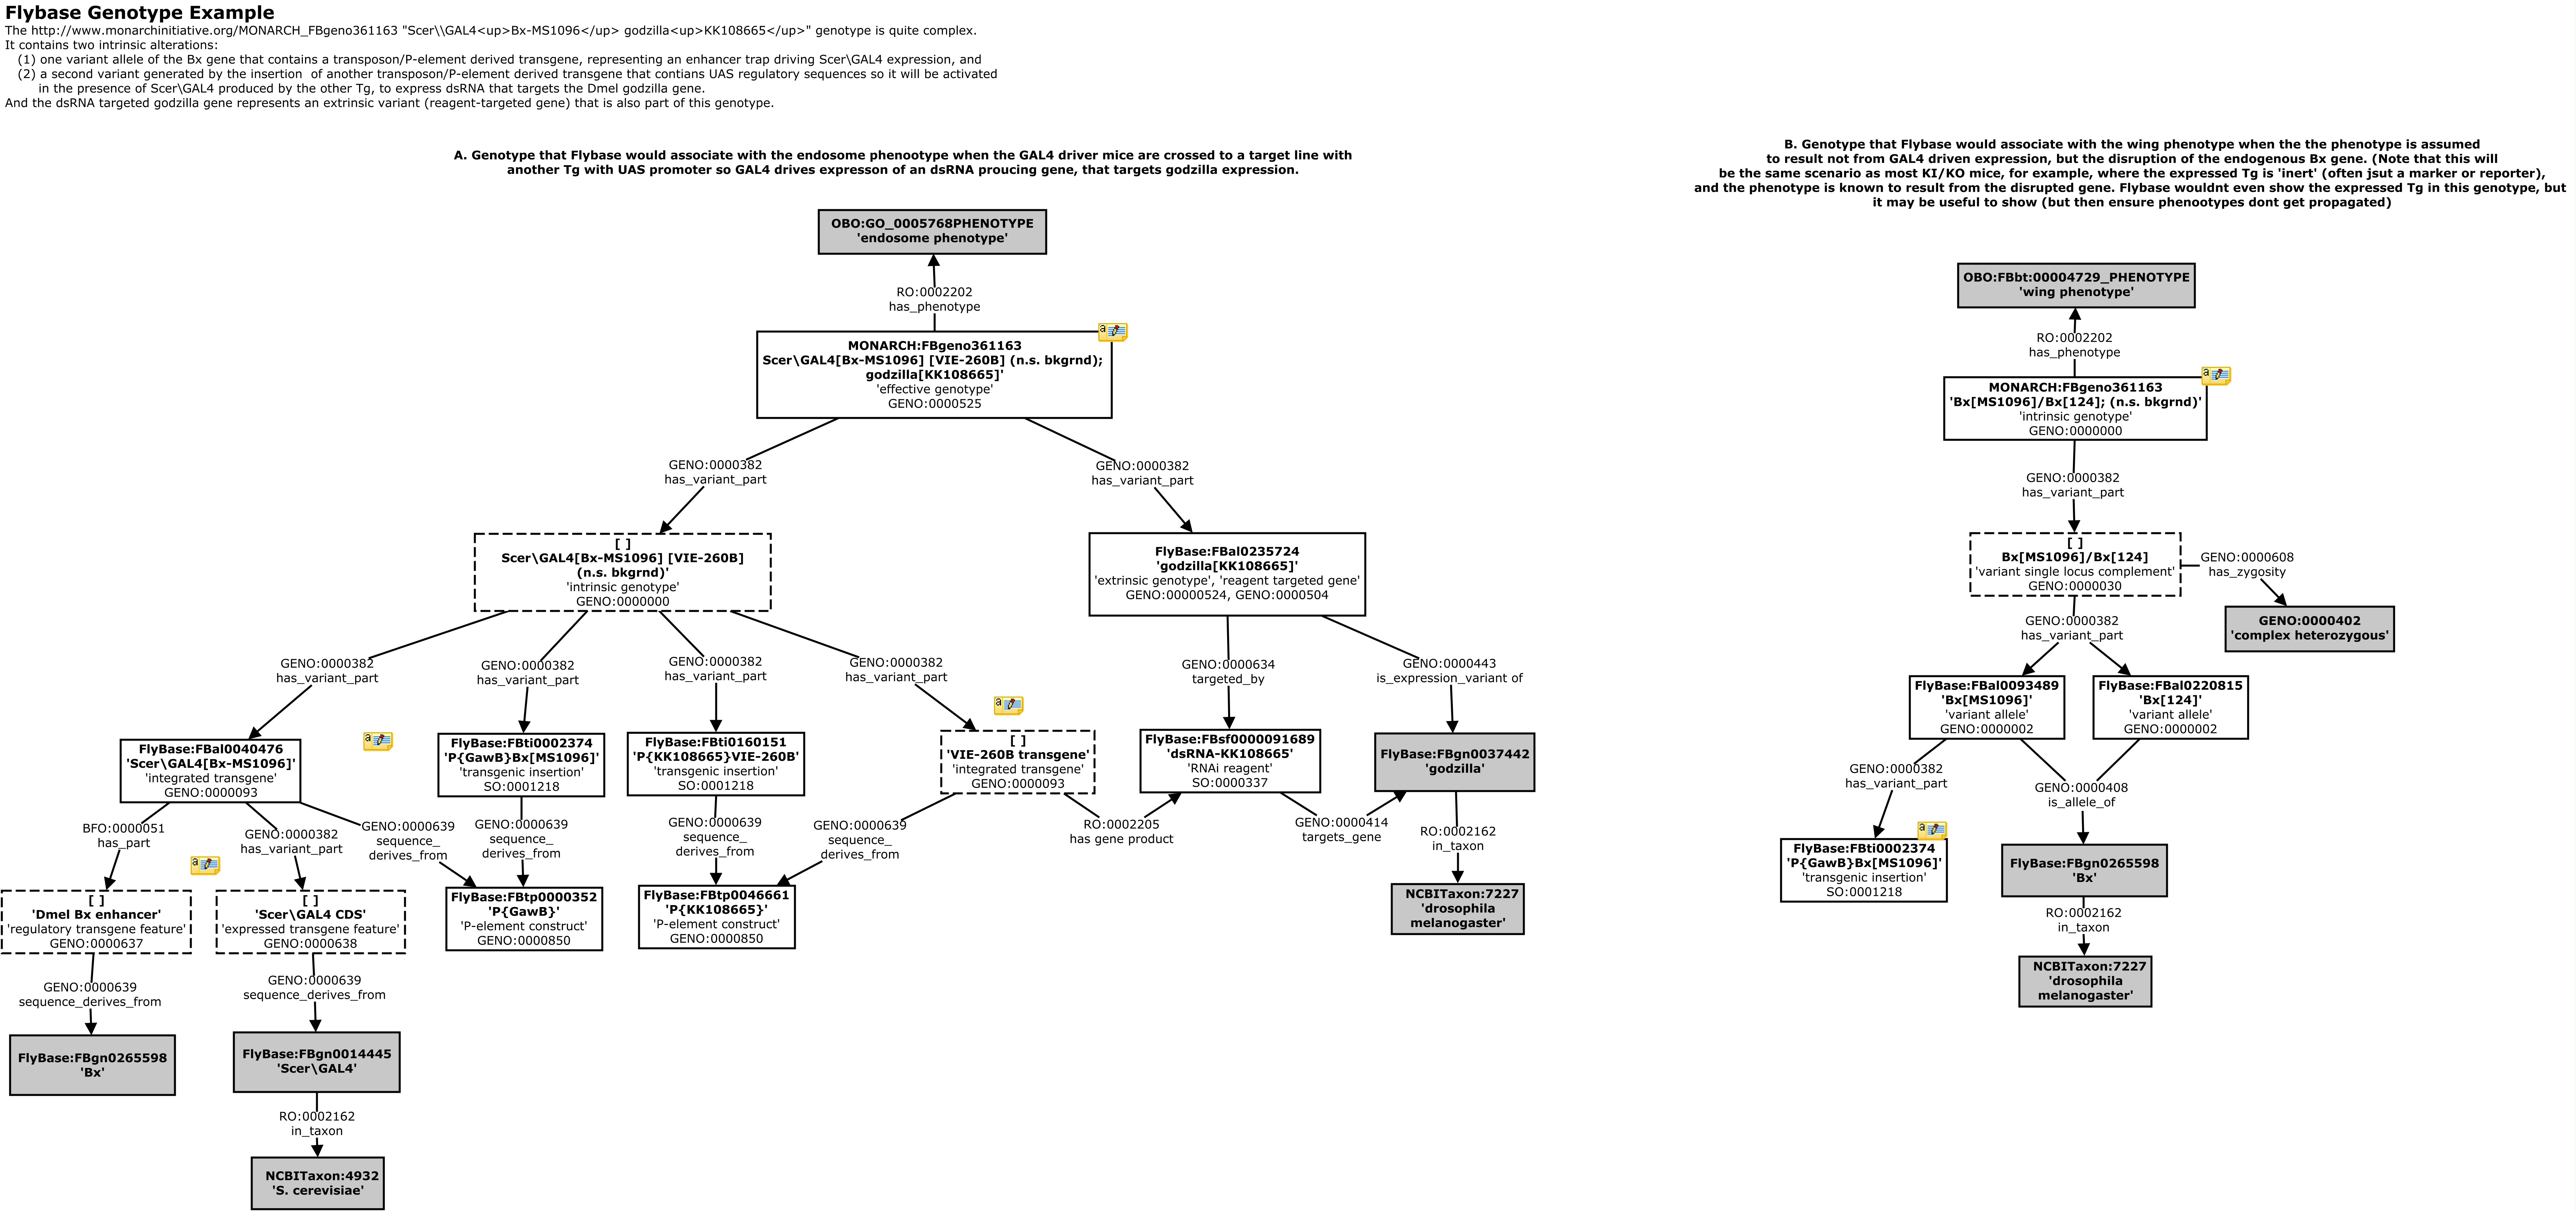 Flybase Genotype Example
The http://www.monarchinitiative.org/MONARCH_FBgeno361163 "Scer\\GAL4<up>Bx-MS1096</up> godzilla<up>KK108665</up>" genotype is quite complex.
It contains two intrinsic alterations:
(1) one variant allele of the Bx gene that contains a transposon/P-element derived transgene, representing an enhancer trap driving Scer\GAL4 expression, and
(2) a second variant generated by the insertion of another transposon/P-element derived transgene that contians UAS regulatory sequences so it will be activated
in the presence of Scer\GAL4 produced by the other Tg, to express dsRNA that targets the Dmel godzilla gene.
And the dsRNA targeted godzilla gene represents an extrinsic variant (reagent-targeted gene) that is also part of this genotype.
A. Genotype that Flybase would associate with the endosome phenootype when the GAL4 driver mice are crossed to a target line with
another Tg with UAS promoter so GAL4 drives expresson of an dsRNA proucing gene, that targets godzilla expression.
OBO:GO_0005768PHENOTYPE
'endosome phenotype'
RO:0002202
has_phenotype
a
MONARCH:FBgeno361163
Scer\GAL4[Bx-MS1096] [VIE-260B] (n.s. bkgrnd);
godzilla[KK108665]'
'effective genotype'
GENO:0000525
GENO:0000382
has_variant_part
GENO:0000382
has_variant_part
[ ]
Scer\GAL4[Bx-MS1096] [VIE-260B]
(n.s. bkgrnd)'
'intrinsic genotype'
GENO:0000000
FlyBase:FBal0235724
'godzilla[KK108665]'
'extrinsic genotype', 'reagent targeted gene'
GENO:00000524, GENO:0000504
GENO:0000382
has_variant_part
GENO:0000382
has_variant_part
GENO:0000382
has_variant_part
GENO:0000382
has_variant_part
GENO:0000634
targeted_by
GENO:0000443
is_expression_variant of
a
a
FlyBase:FBal0040476
'Scer\GAL4[Bx-MS1096]'
'integrated transgene'
GENO:0000093
FlyBase:FBti0002374
'P{GawB}Bx[MS1096]'
'transgenic insertion'
SO:0001218
FlyBase:FBti0160151
'P{KK108665}VIE-260B'
'transgenic insertion'
SO:0001218
[ ]
'VIE-260B transgene'
'integrated transgene'
GENO:0000093
FlyBase:FBsf0000091689
'dsRNA-KK108665'
'RNAi reagent'
SO:0000337
FlyBase:FBgn0037442
'godzilla'
BFO:0000051
has_part
GENO:0000382
has_variant_part
GENO:0000639
sequence_
derives_from
GENO:0000639
sequence_
derives_from
GENO:0000639
sequence_
derives_from
GENO:0000639
sequence_
derives_from
RO:0002205
has gene product
GENO:0000414
targets_gene
RO:0002162
in_taxon
a
[ ]
'Dmel Bx enhancer'
'regulatory transgene feature'
GENO:0000637
[ ]
'Scer\GAL4 CDS'
'expressed transgene feature'
GENO:0000638
FlyBase:FBtp0000352
'P{GawB}'
'P-element construct'
GENO:0000850
FlyBase:FBtp0046661
'P{KK108665}'
'P-element construct'
GENO:0000850
NCBITaxon:7227
'drosophila
melanogaster'
GENO:0000639
sequence_derives_from
GENO:0000639
sequence_derives_from
FlyBase:FBgn0265598
'Bx'
FlyBase:FBgn0014445
'Scer\GAL4'
RO:0002162
in_taxon
NCBITaxon:4932
'S. cerevisiae'
B. Genotype that Flybase would associate with the wing phenotype when the the phenotype is assumed
to result not from GAL4 driven expression, but the disruption of the endogenous Bx gene. (Note that this will
be the same scenario as most KI/KO mice, for example, where the expressed Tg is 'inert' (often jsut a marker or reporter),
and the phenotype is known to result from the disrupted gene. Flybase wouldnt even show the expressed Tg in this genotype, but
it may be useful to show (but then ensure phenootypes dont get propagated)
OBO:FBbt:00004729_PHENOTYPE
'wing phenotype'
RO:0002202
has_phenotype
a
MONARCH:FBgeno361163
'Bx[MS1096]/Bx[124]; (n.s. bkgrnd)'
'intrinsic genotype'
GENO:0000000
GENO:0000382
has_variant_part
[ ]
Bx[MS1096]/Bx[124]
'variant single locus complement'
GENO:0000030
GENO:0000608
has_zygosity
GENO:0000402
'complex heterozygous'
GENO:0000382
has_variant_part
FlyBase:FBal0093489
'Bx[MS1096]'
'variant allele'
GENO:0000002
FlyBase:FBal0220815
'Bx[124]'
'variant allele'
GENO:0000002
GENO:0000382
has_variant_part
GENO:0000408
is_allele_of
a
FlyBase:FBti0002374
'P{GawB}Bx[MS1096]'
'transgenic insertion'
SO:0001218
FlyBase:FBgn0265598
'Bx'
RO:0002162
in_taxon
NCBITaxon:7227
'drosophila
melanogaster'